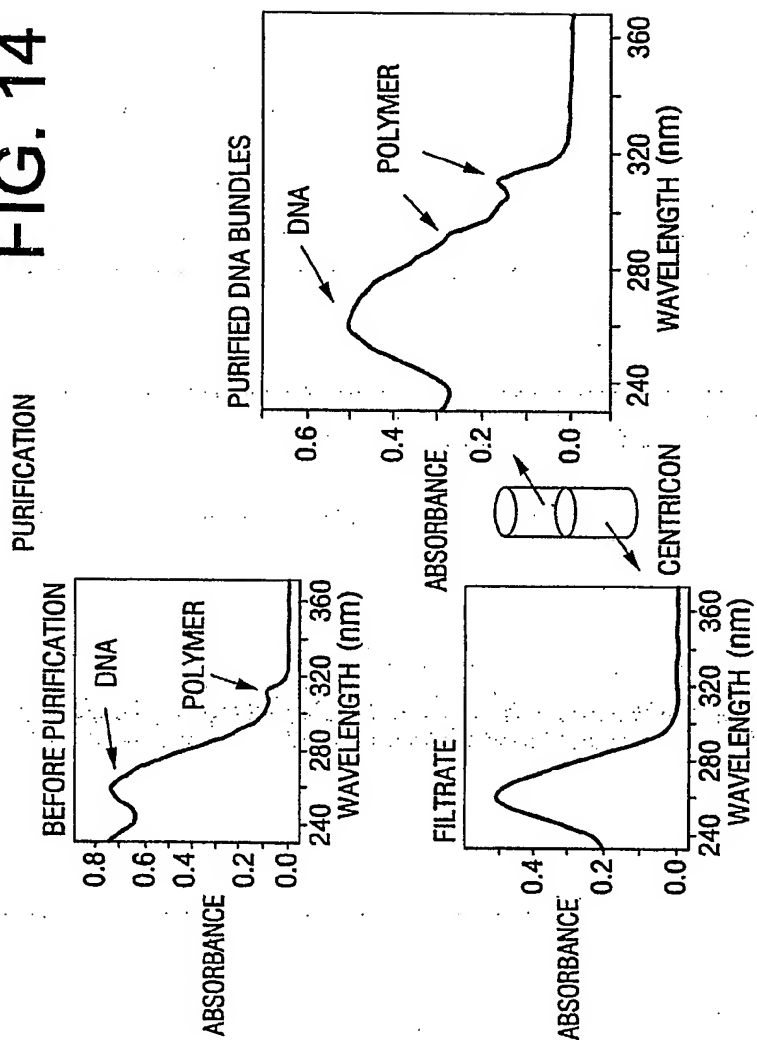 FIG. 14
PURIFICATION
BEFORE PURIFICATION
DNA
POLYMER
ABSORBANCE
0.8
0.6
0.4
0.2
0.0
240 280 320 360
WAVELENGTH (nm)
FILTRATE
ABSORBANCE
0.4
0.2
0.0
240 280 320 360
WAVELENGTH (nm)
CENTRICON
PURIFIED DNA BUNDLES
DNA
POLYMER
ABSORBANCE
0.6
0.4
0.2
0.0
240 280 320 360
WAVELENGTH (nm)